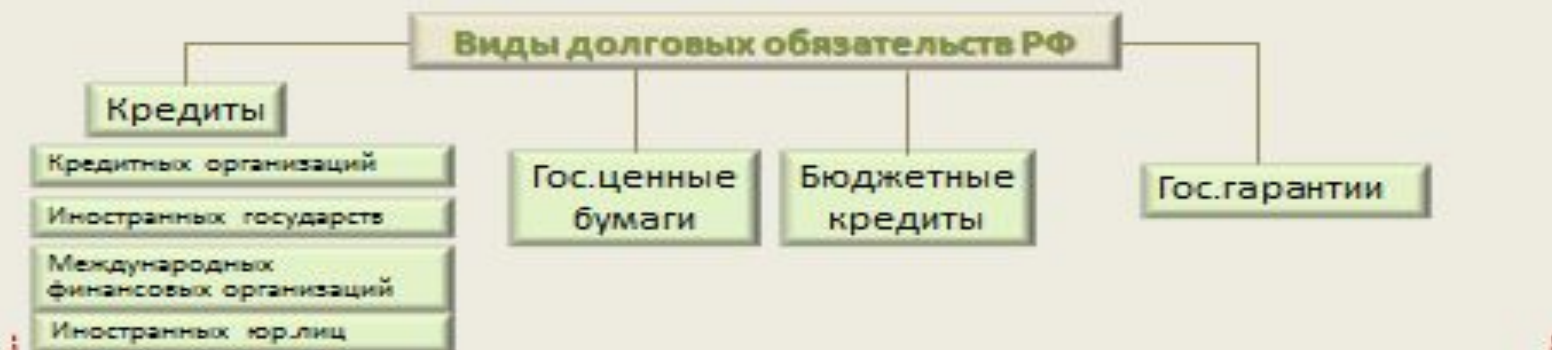 Виды долговых обязательств РФ
Кредиты
Кредитных организаций
Иностранных государств
Международных
финансовых организаций
Иностранных юр.лиц
Гос.ценные
бумаги
Бюджетные
кредиты
Гос.гарантии